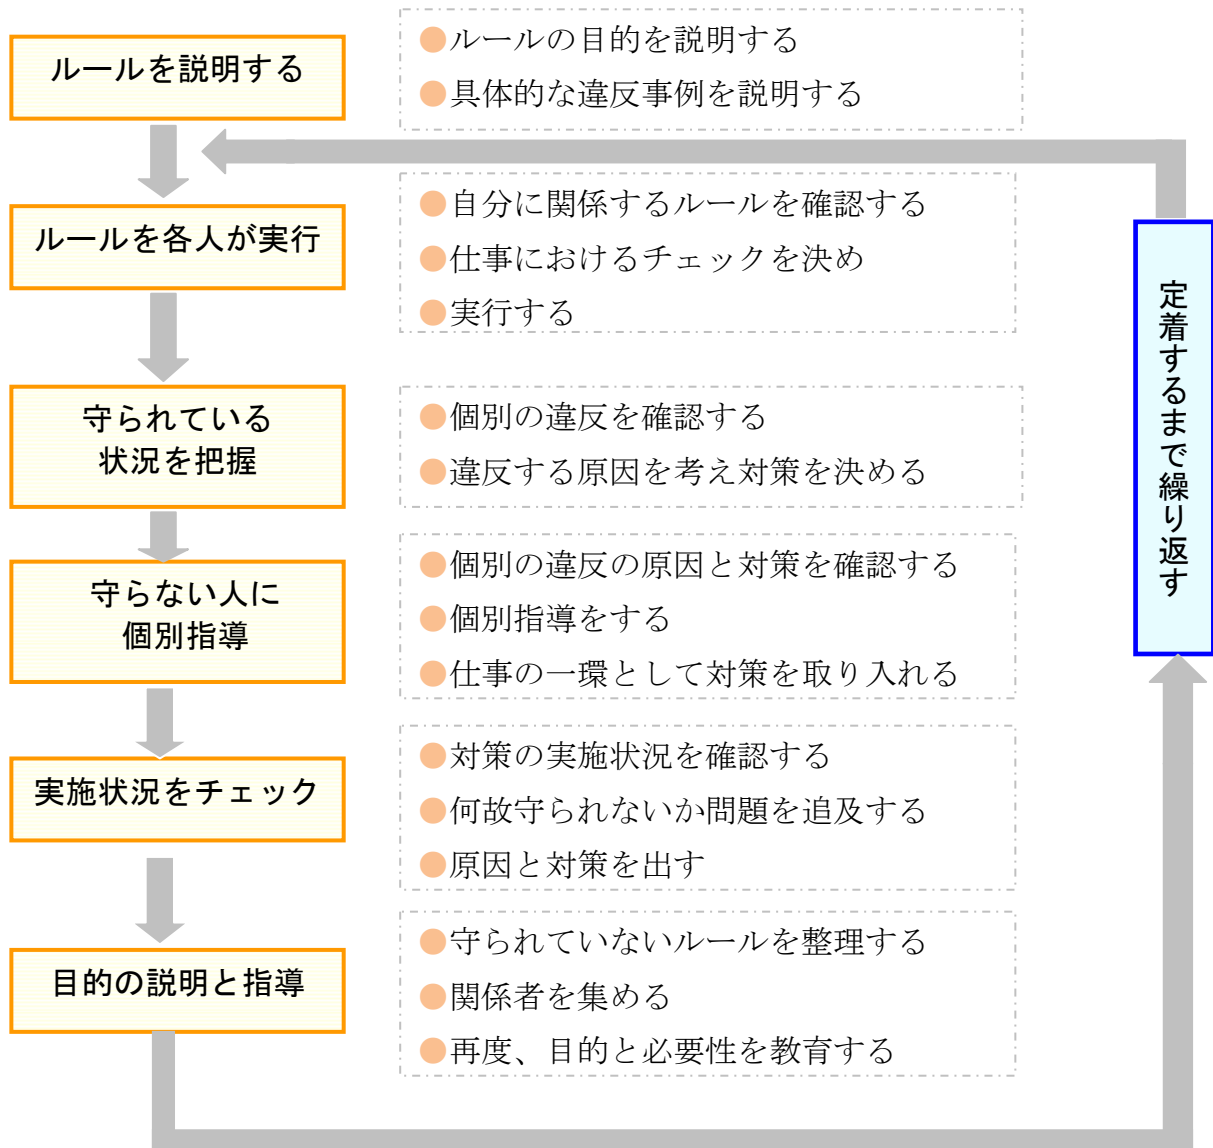 ルールを説明する
●ルールの目的を説明する
●具体的な違反事例を説明する
ルールを各人が実行
●自分に関係するルールを確認する
●仕事におけるチェックを決め
●実行する
守られている
状況を把握
●個別の違反を確認する
●違反する原因を考え対策を決める
守らない人に
個別指導
●個別の違反の原因と対策を確認する
●個別指導をする
●仕事の一環として対策を取り入れる
実施状況をチェック
●対策の実施状況を確認する
●何故守られないか問題を追及する
●原因と対策を出す
目的の説明と指導
●守られていないルールを整理する
●関係者を集める
●再度、目的と必要性を教育する
定着するまで繰り返す